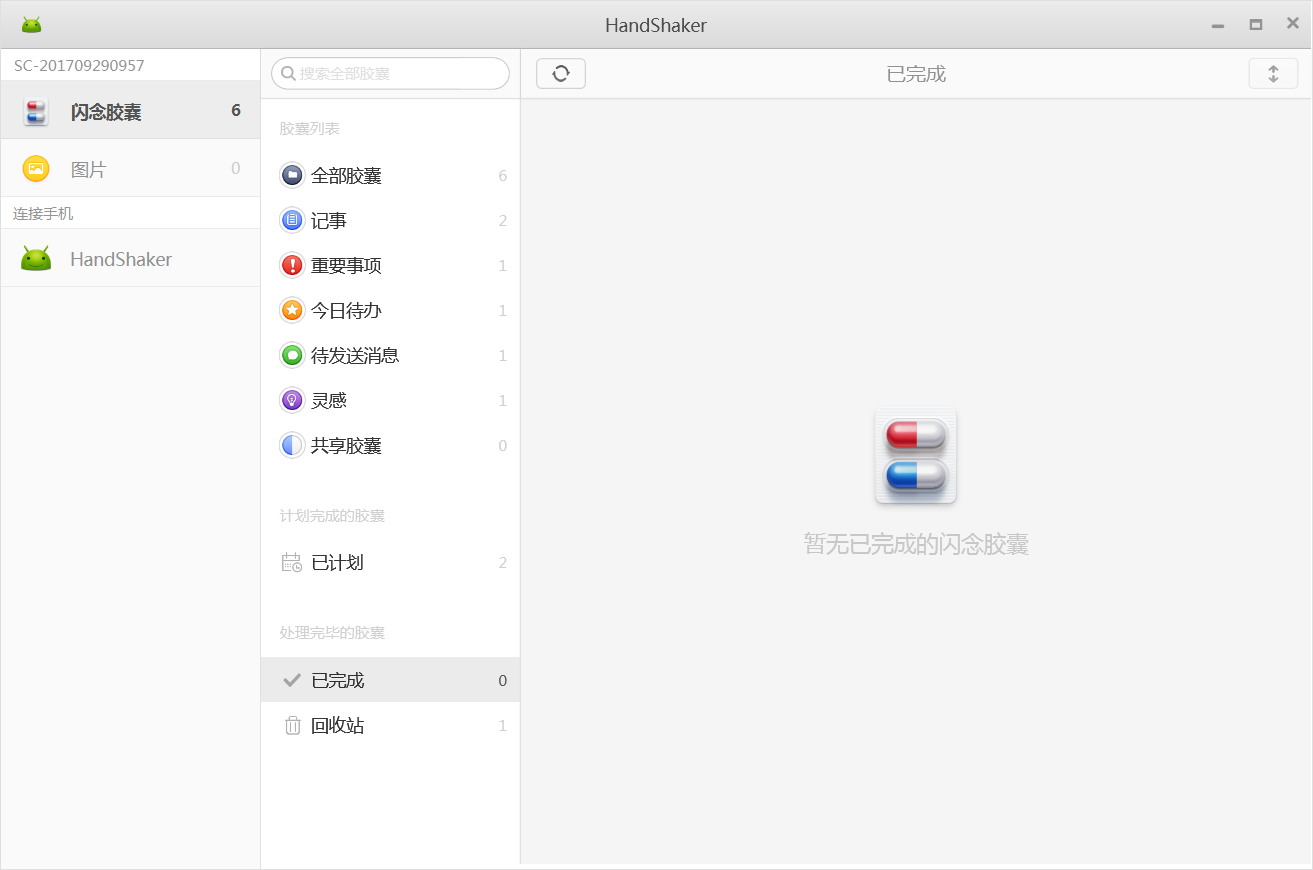 HandShaker
SC-201709290957
闪念胶囊 6
图片 0
连接手机
HandShaker
搜索全部胶囊
胶囊列表
全部胶囊 6
记事 2
重要事项 1
今日待办 1
待发送消息 1
灵感 1
共享胶囊 0
计划完成的胶囊
已计划 2
处理完毕的胶囊
已完成 0
回收站 1
已完成
暂无已完成的闪念胶囊